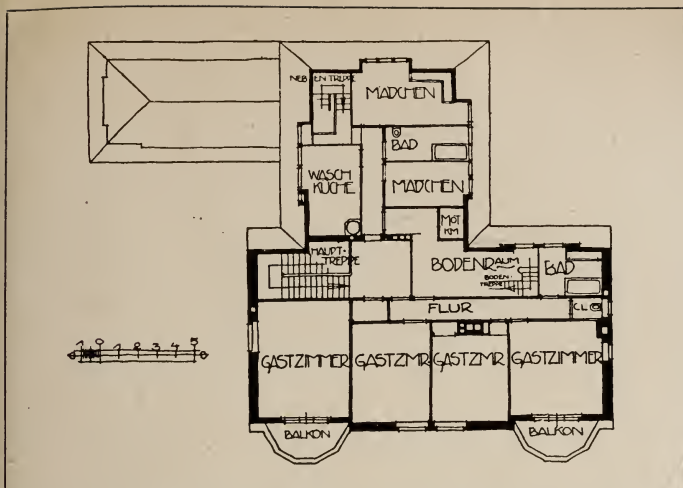 NEBENTREPPE
MÄDCHEN
BAD
WASCH
KÜCHE
MÄDCHEN
MOT
KM
HAUPT-
TREPPE
BODENRAUM
BODEN-
TREPPE
BAD
FLUR
CL
1 0 1 2 3 4 5
GASTZIMMER
GASTZMR
GASTZMR
GASTZIMMER
BALKON
BALKON